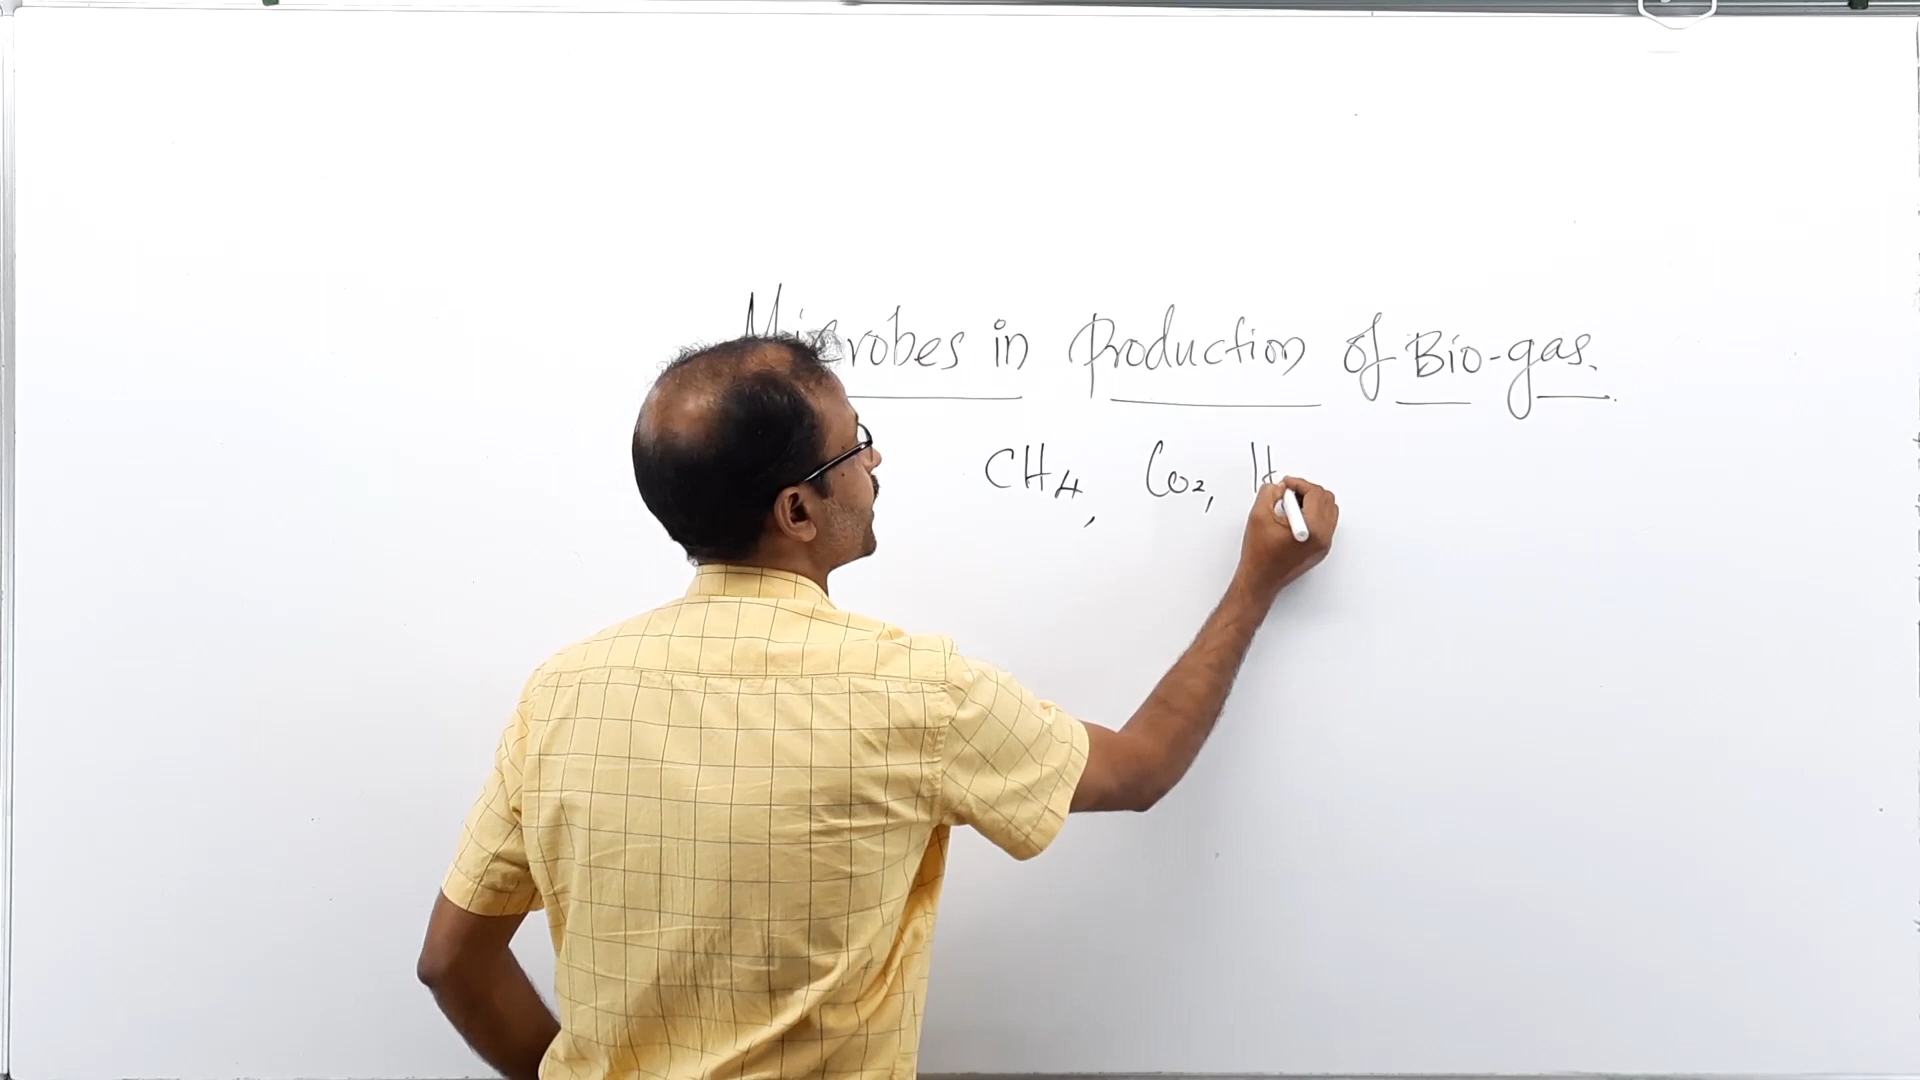 Microbes in Production of Bio-gas.
CH4, Co2, H